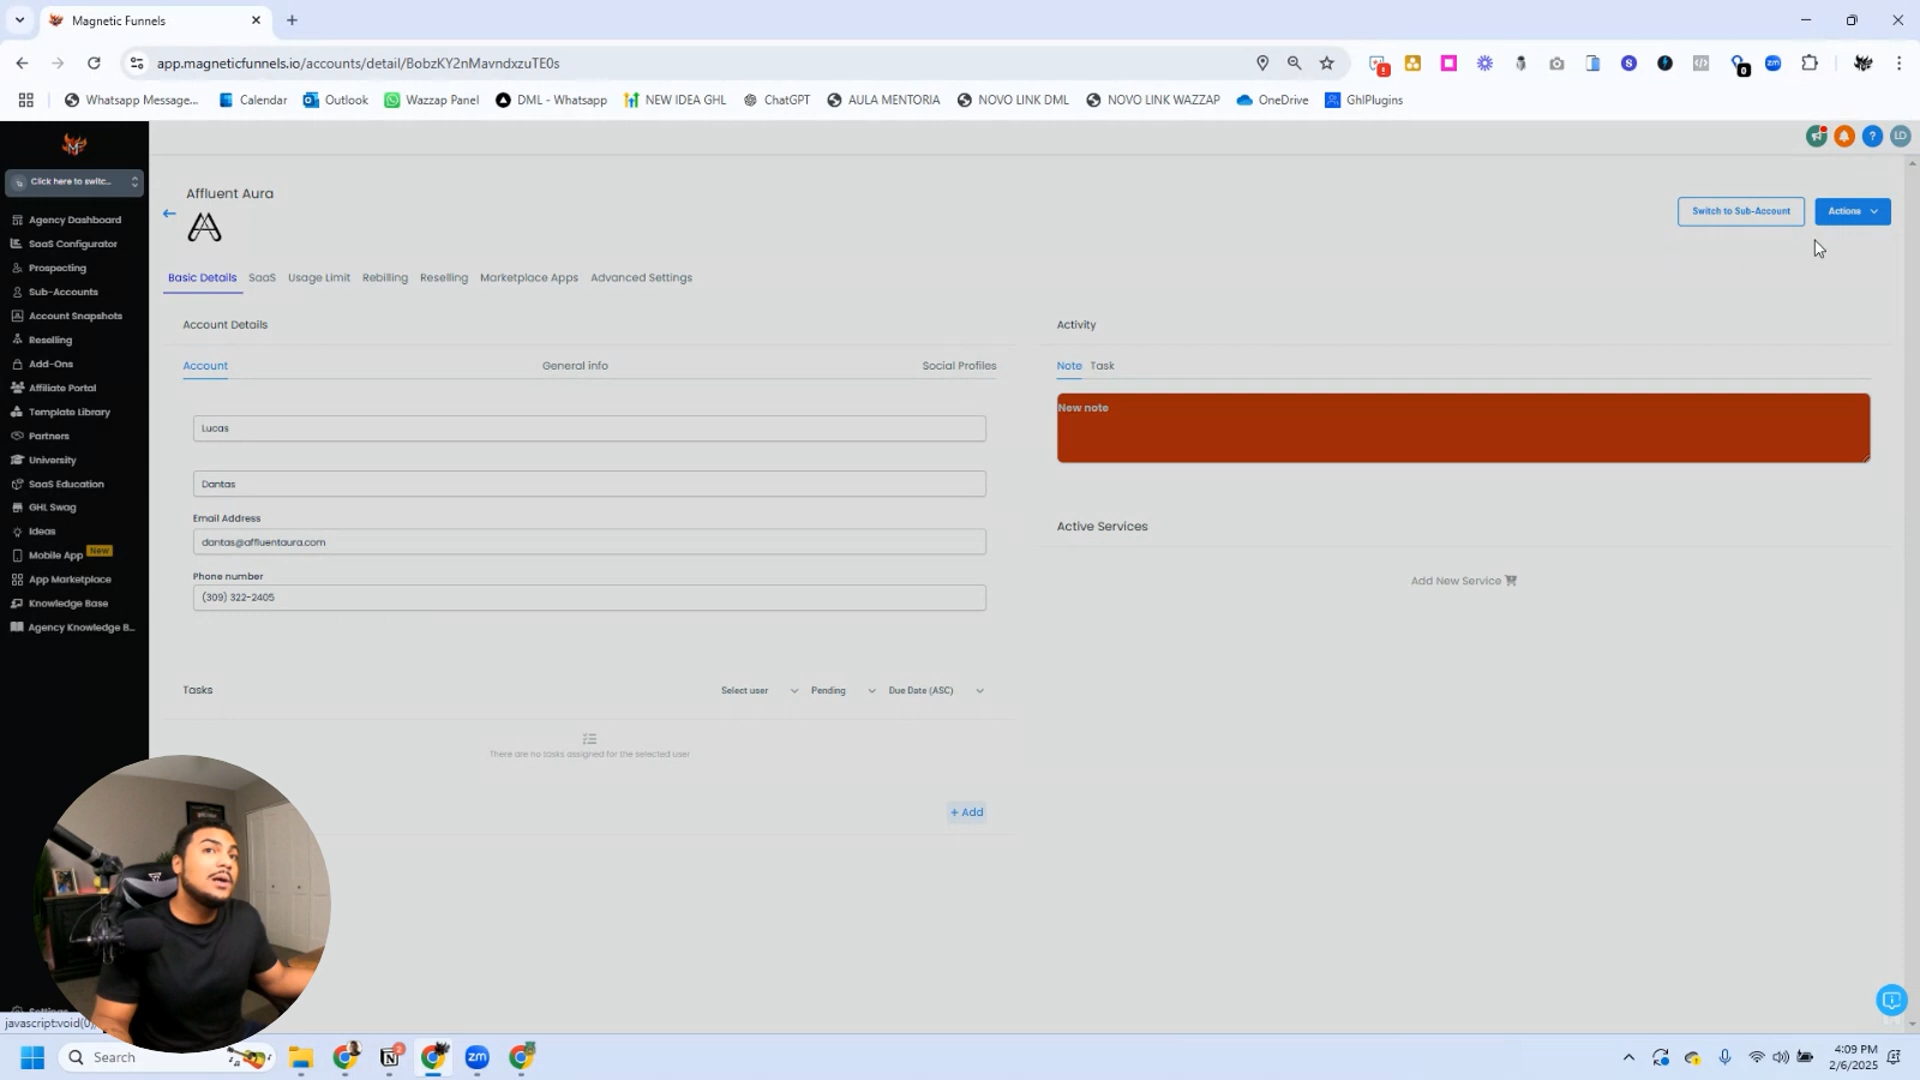 Magnetic Funnels
app.magneticfunnels.io/accounts/detail/BobzKY2nMavndxzuTE0s
Whatsapp Message...
Calendar
Outlook
Wazzap Panel
DML - Whatsapp
NEW IDEA GHL
ChatGPT
AULA MENTORIA
NOVO LINK DML
NOVO LINK WAZZAP
OneDrive
GhlPlugins
Click here to switc...
Agency Dashboard
SaaS Configurator
Prospecting
Sub-Accounts
Account Snapshots
Reselling
Add-Ons
Affiliate Portal
Template Library
Partners
University
SaaS Education
GHL Swag
Ideas
Mobile App New
App Marketplace
Knowledge Base
Agency Knowledge B...
Settings
javascript:void(0)
LD
Affluent Aura
Switch to Sub-Account
Actions
Basic Details
SaaS
Usage Limit
Rebilling
Reselling
Marketplace Apps
Advanced Settings
Account Details
Account
General info
Social Profiles
Lucas
Dantas
Email Address
dantas@affluentaura.com
Phone number
(309) 322-2405
Tasks
Select user
Pending
Due Date (ASC)
There are no tasks assigned for the selected user
+ Add
Activity
Note
Task
New note
Active Services
Add New Service
Search
zm
4:09 PM
2/6/2025